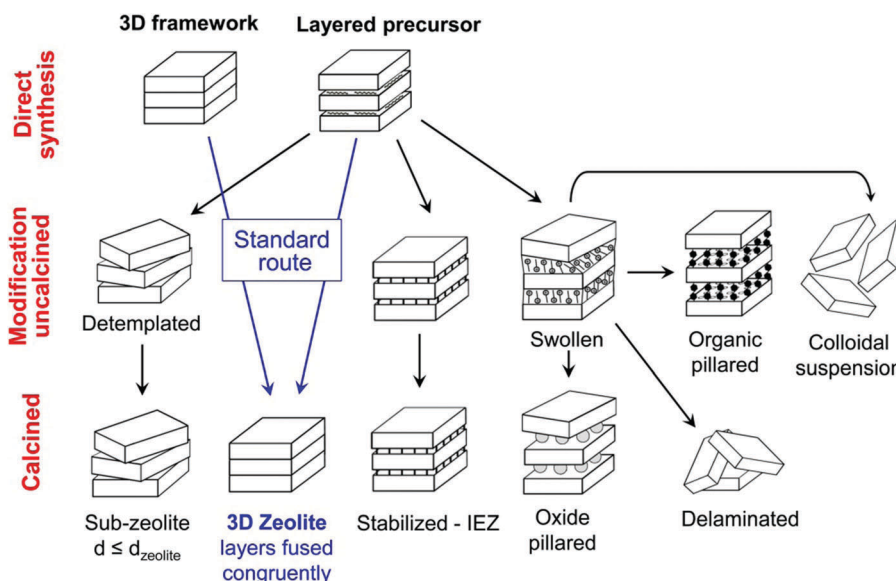 3D framework
Layered precursor
Direct
synthesis
Standard
route
Modification
uncalcined
Detemplated
Swollen
Organic
pillared
Colloidal
suspension
Calcined
Sub-zeolite
d ≤ dzeolite
3D Zeolite
layers fused
congruently
Stabilized - IEZ
Oxide
pillared
Delaminated